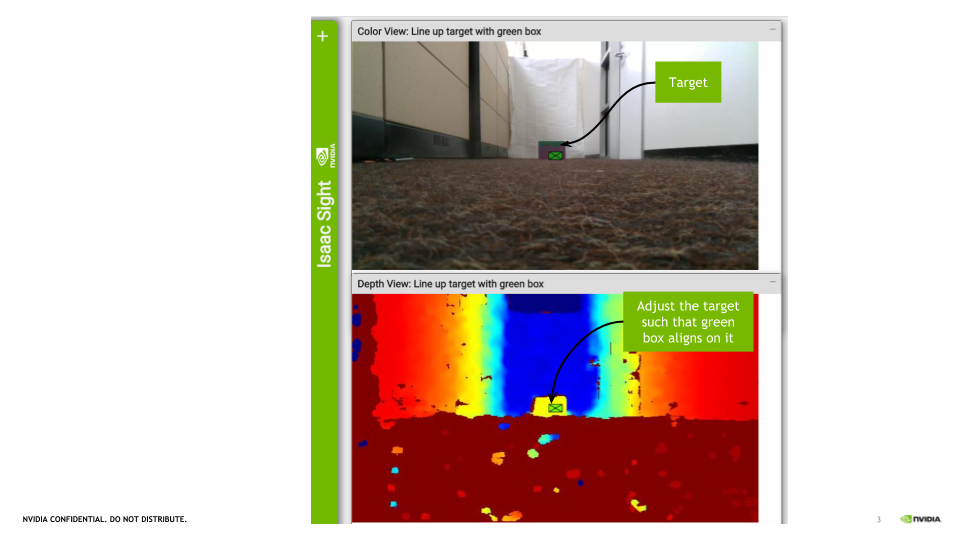 Color View: Line up target with green box
Target
Isaac Sight
NVIDIA
Depth View: Line up target with green box
Adjust the target
such that green
box aligns on it
NVIDIA CONFIDENTIAL. DO NOT DISTRIBUTE.
3
NVIDIA